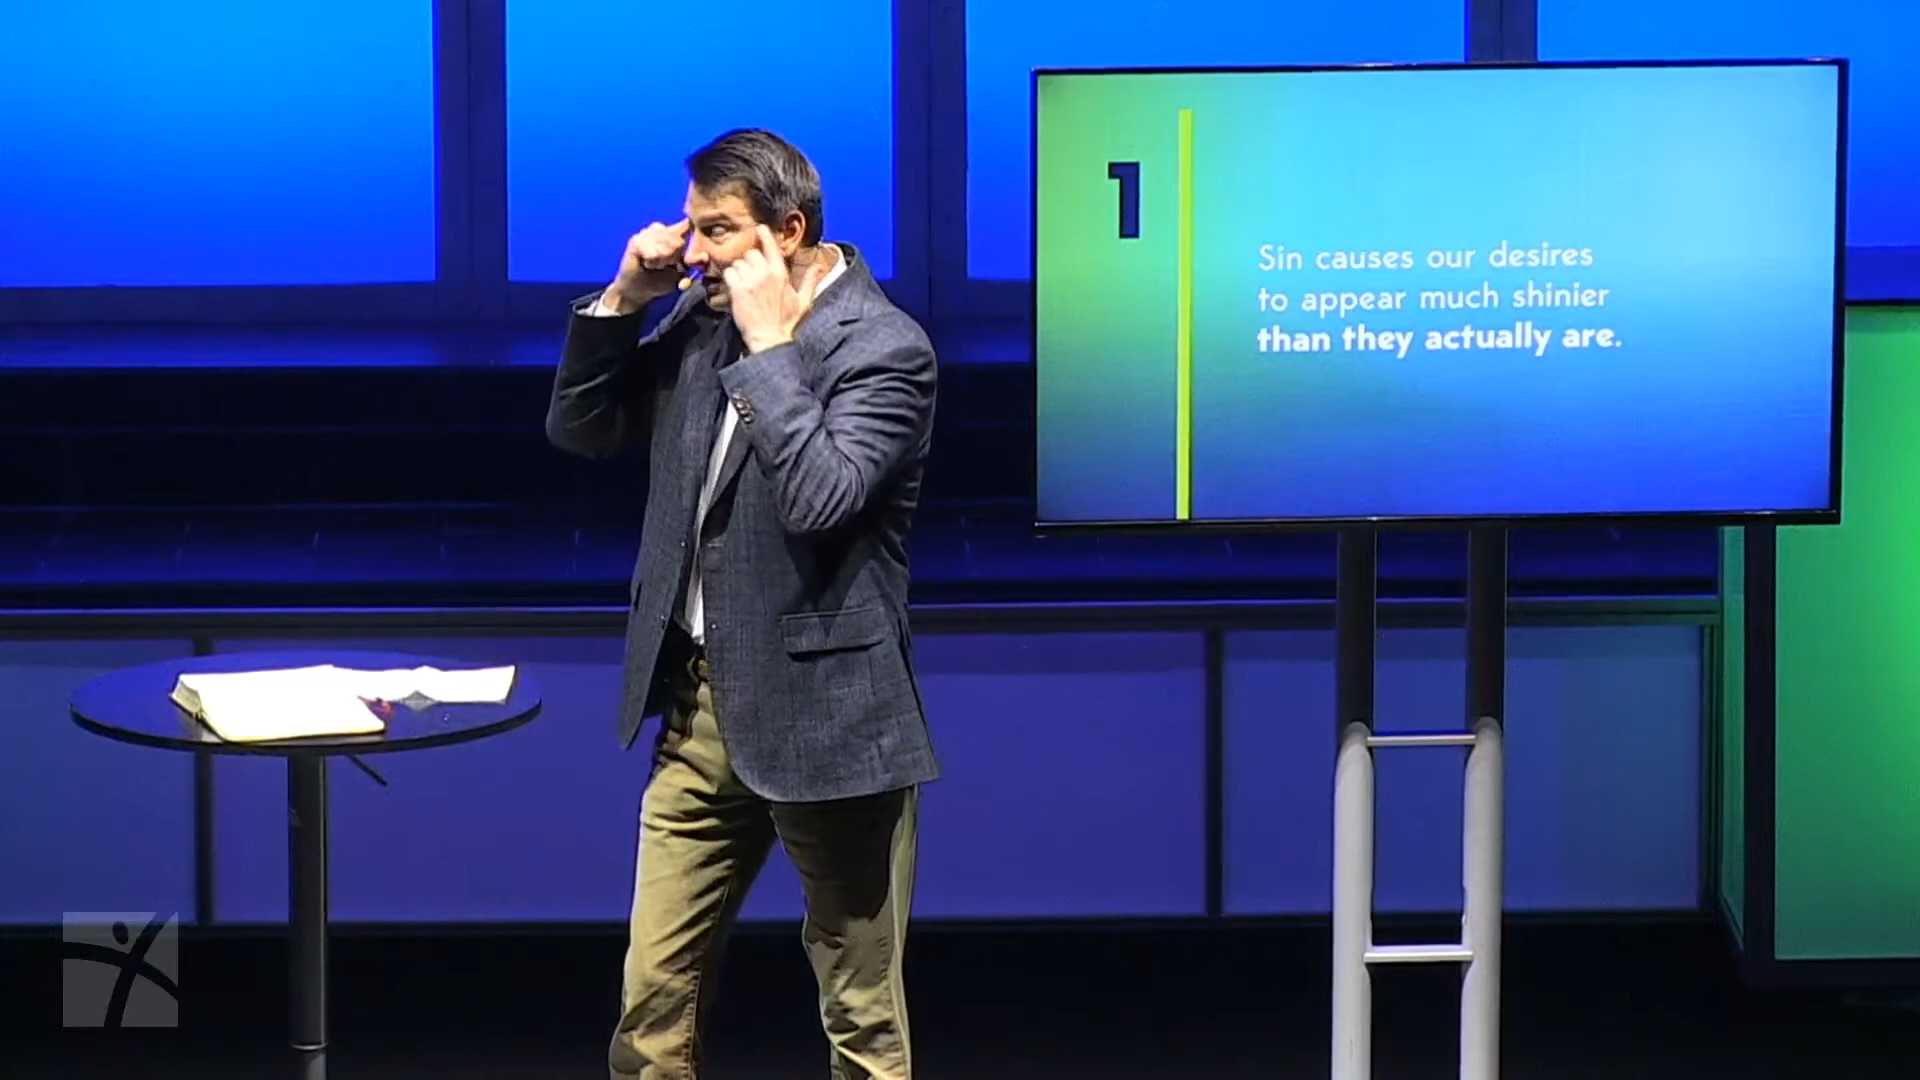 1
Sin causes our desires
to appear much shinier
than they actually are.